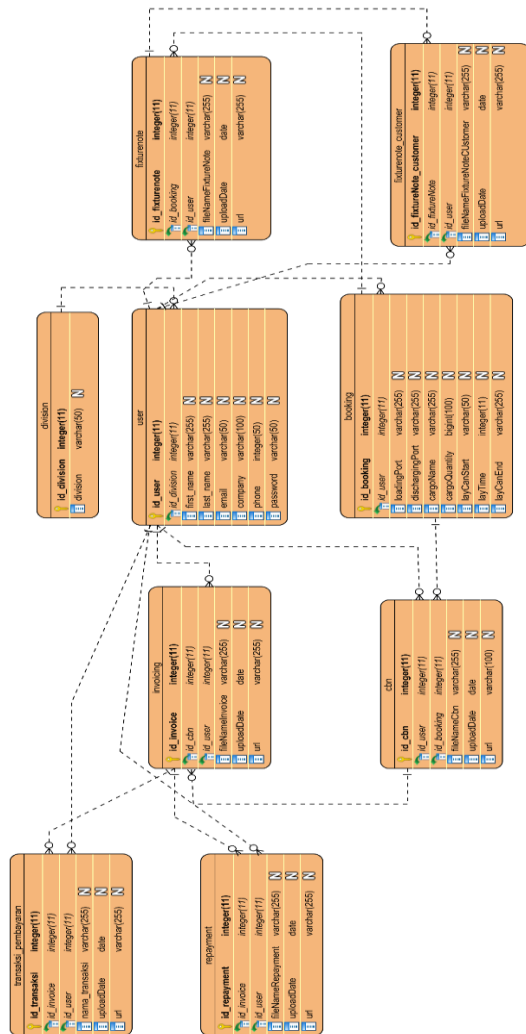 transaksi_pembayaran
id_transaksi integer(11)
id_invoice integer(11)
id_user integer(11)
nama_transaksi varchar(255) N
uploadDate date N
url varchar(255) N
repayment
id_repayment integer(11)
id_invoice integer(11)
id_user integer(11)
fileNameRepayment varchar(255) N
uploadDate date N
url varchar(255) N
invoicing
id_invoice integer(11)
id_cbn integer(11)
id_user integer(11)
fileNameInvoice varchar(255) N
uploadDate date N
url varchar(255) N
cbn
id_cbn integer(11)
id_user integer(11)
id_booking integer(11)
fileNameCbn varchar(255) N
uploadDate date N
url varchar(100) N
division
id_division integer(11)
division varchar(50) N
user
id_user integer(11)
id_division integer(11)
first_name varchar(255) N
last_name varchar(255) N
email varchar(50) N
company varchar(100) N
phone integer(50) N
password varchar(50) N
booking
id_booking integer(11)
id_user integer(11)
loadingPort varchar(255) N
dischargingPort varchar(255) N
cargoName varchar(255) N
cargoQuantity bigint(100) N
layCanStart varchar(50) N
layTime integer(11) N
layCanEnd varchar(255) N
fixturenote
id_fixturenote integer(11)
id_booking integer(11)
id_user integer(11)
fileNameFixtureNote varchar(255) N
uploadDate date N
url varchar(255) N
fixturenote_customer
id_fixtureNote_customer integer(11)
id_fixtureNote integer(11)
id_user integer(11)
fileNameFixtureNoteCUstomer varchar(255) N
uploadDate date N
url varchar(255) N